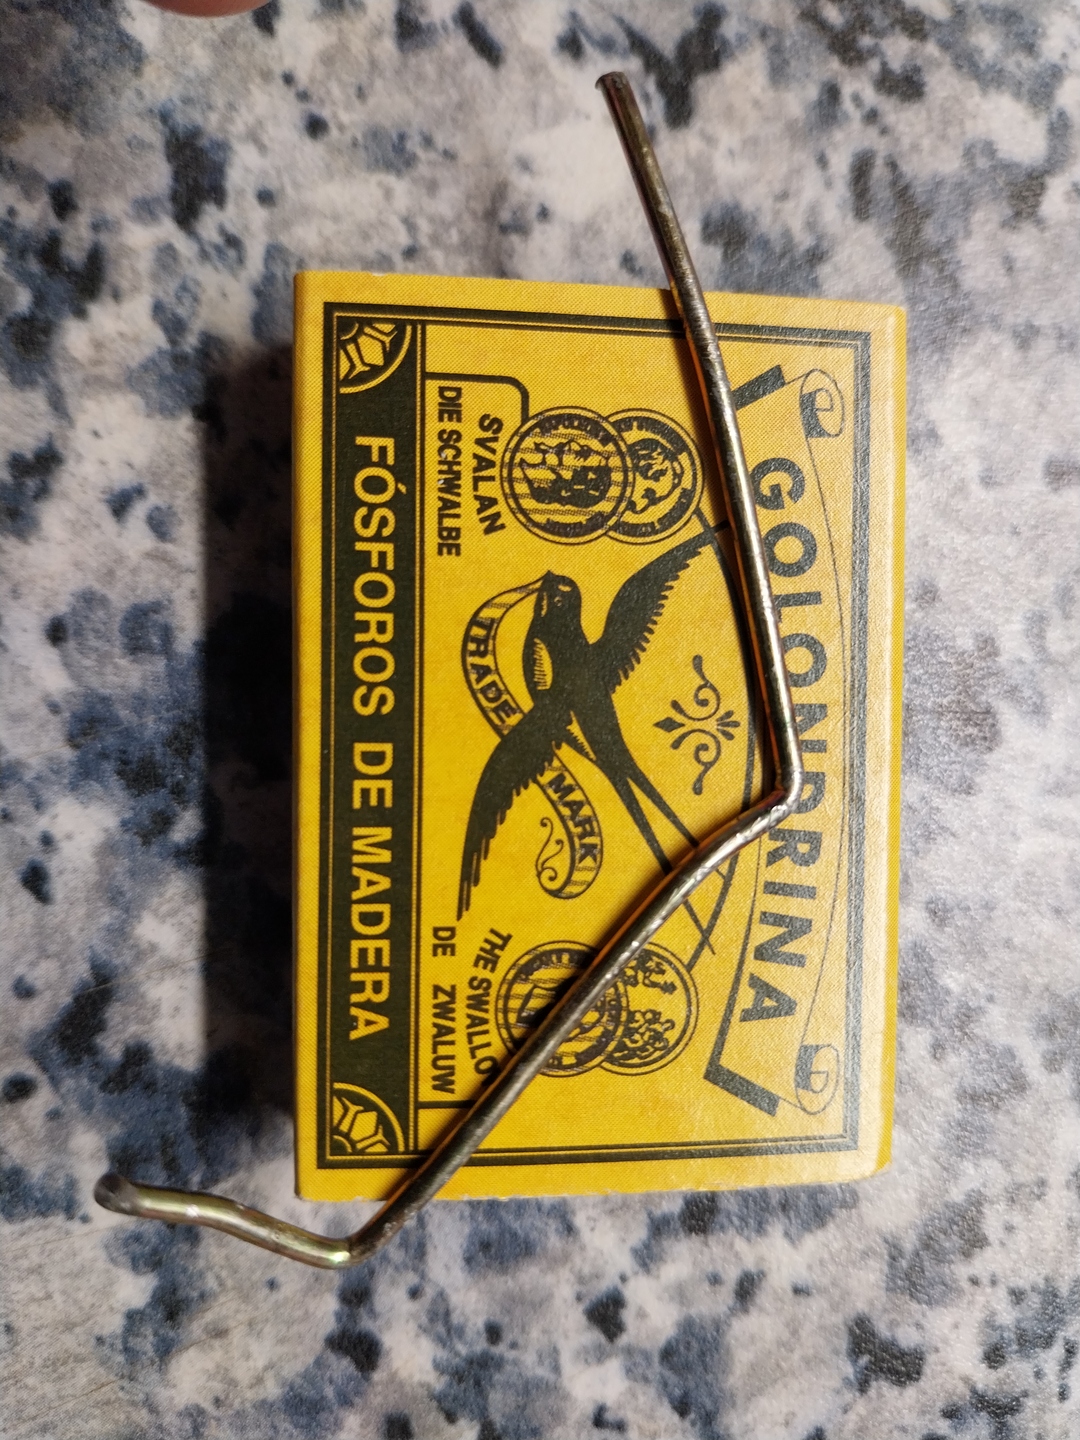 GOLONDRINA
SVALAN
DIE SCHWALBE
TRADE MARK
THE SWALLO
DE ZWALUW
FÓSFOROS DE MADERA